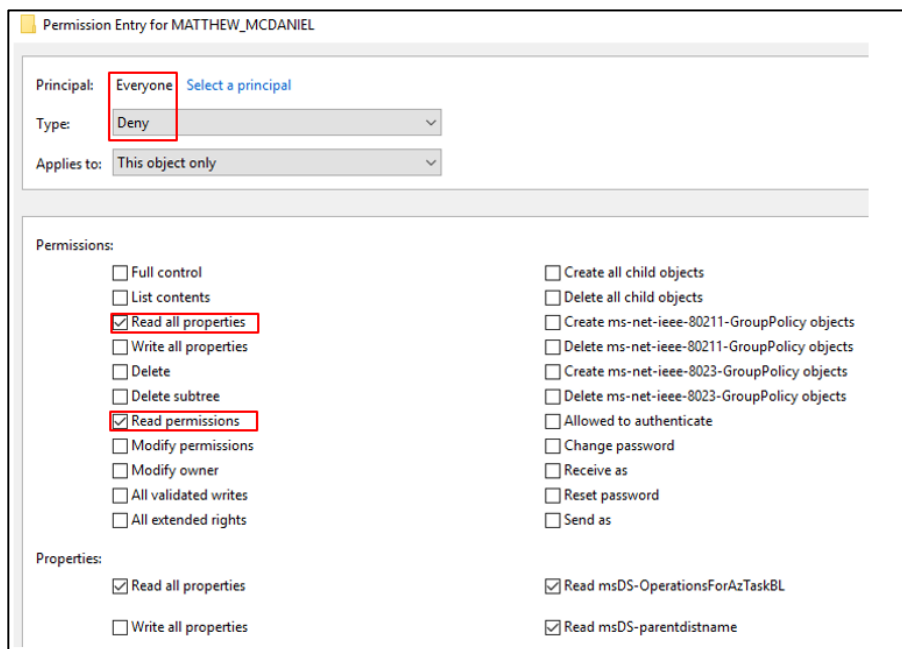 Permission Entry for MATTHEW_MCDANIEL
Principal: Everyone Select a principal
Type: Deny
Applies to: This object only
Permissions:
Full control Create all child objects
List contents Delete all child objects
Read all properties Create ms-net-ieee-80211-GroupPolicy objects
Write all properties Delete ms-net-ieee-80211-GroupPolicy objects
Delete Create ms-net-ieee-8023-GroupPolicy objects
Delete subtree Delete ms-net-ieee-8023-GroupPolicy objects
Read permissions Allowed to authenticate
Modify permissions Change password
Modify owner Receive as
All validated writes Reset password
All extended rights Send as
Properties:
Read all properties Read msDS-OperationsForAzTaskBL
Write all properties Read msDS-parentdistname